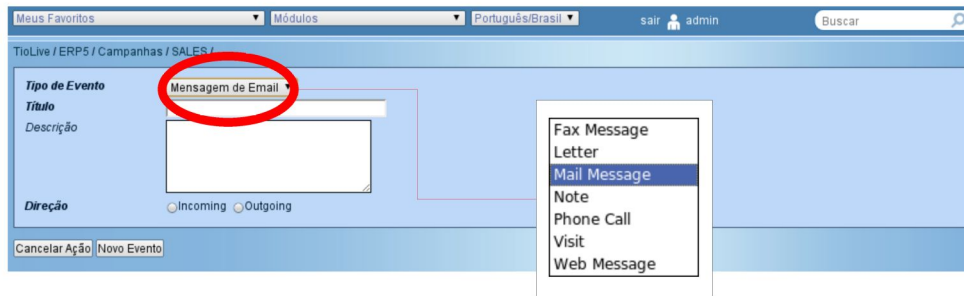 Meus Favoritos Módulos Português/Brasil sair admin Buscar
TioLive / ERP5 / Campanhas / SALES /
Tipo de Evento Mensagem de Email
Título
Descrição
Direção Incoming Outgoing
Cancelar Ação Novo Evento
Fax Message
Letter
Mail Message
Note
Phone Call
Visit
Web Message